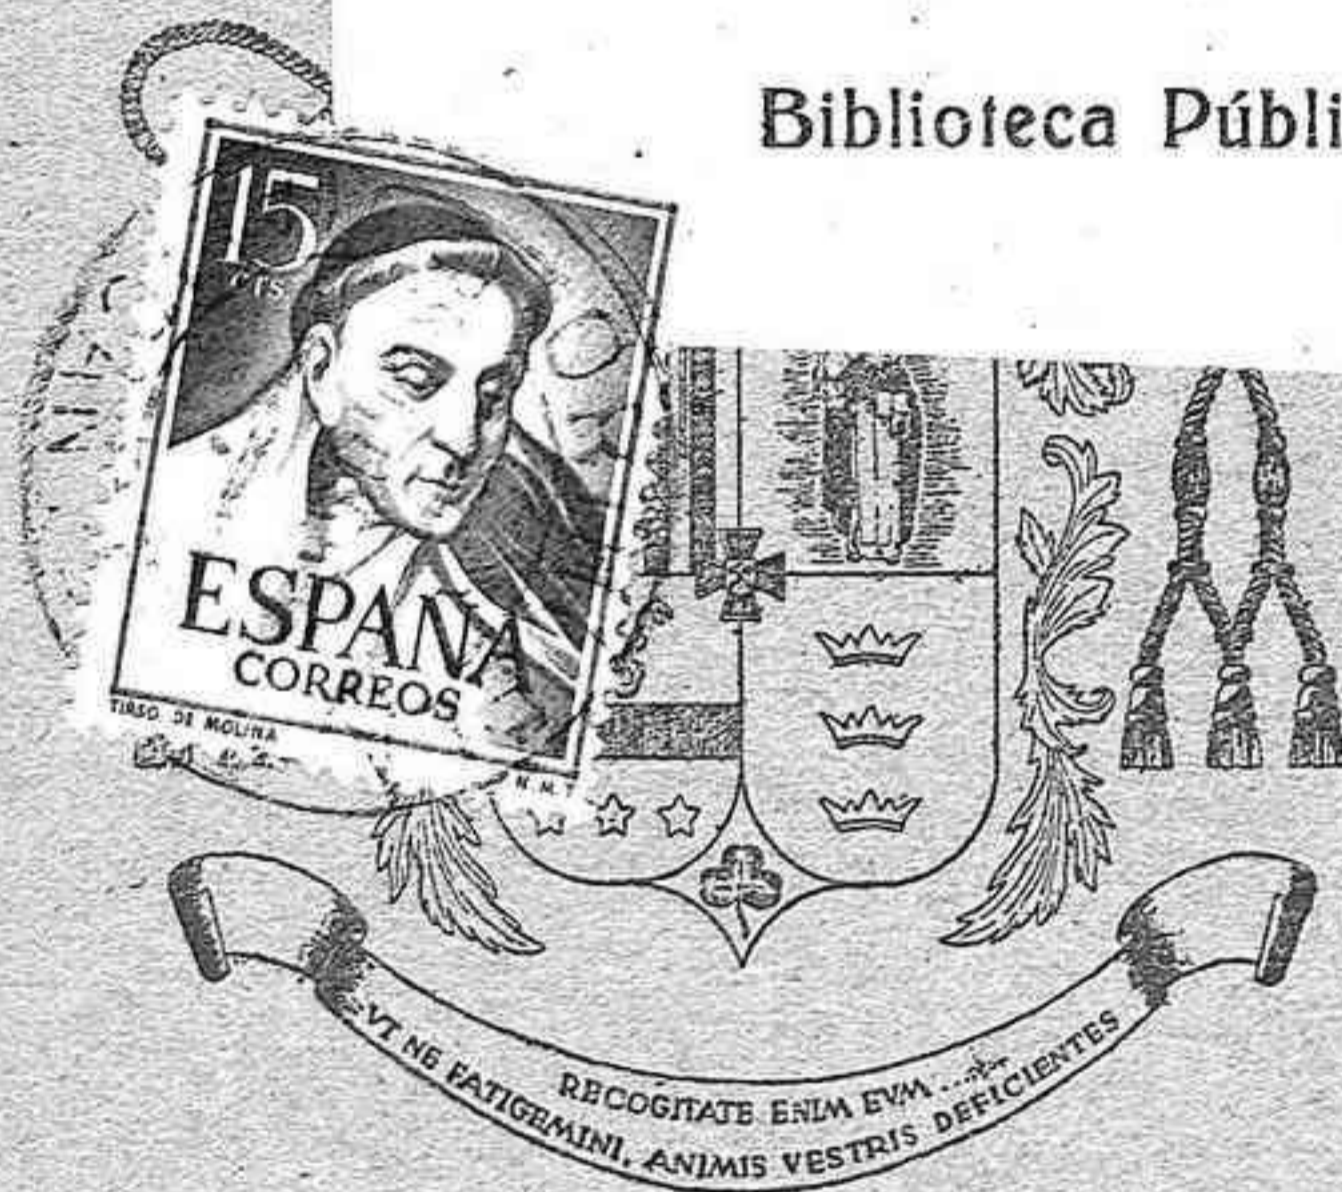 Biblioteca Públi
15
CTS
ESPAÑA
CORREOS
TIRSO DE MOLINA
N. M. T
RECOGITATE ENIM EVM ....
VT NE FATIGEMINI, ANIMIS VESTRIS DEFICIENTES